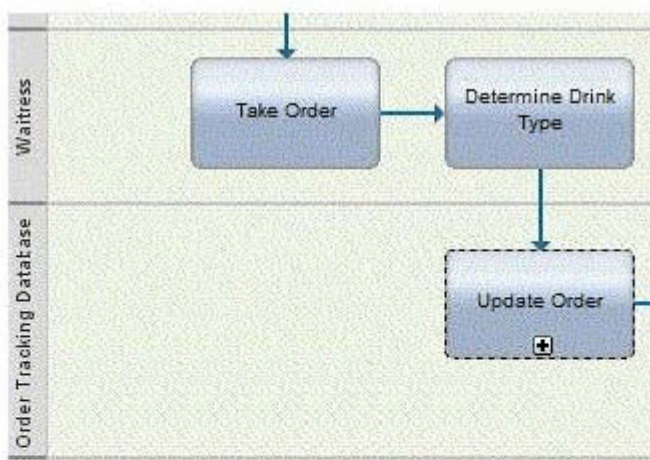 Waitress
Take Order
Determine Drink
Type
Order Tracking Database
Update Order